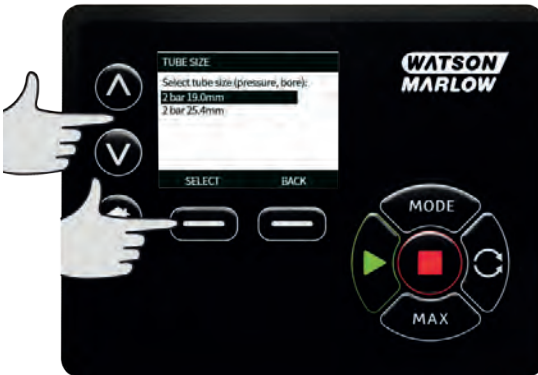 TUBE SIZE
Select tube size (pressure, bore):
2 bar 19.0mm
2 bar 25.4mm
SELECT BACK
WATSON
MARLOW
MODE
MAX